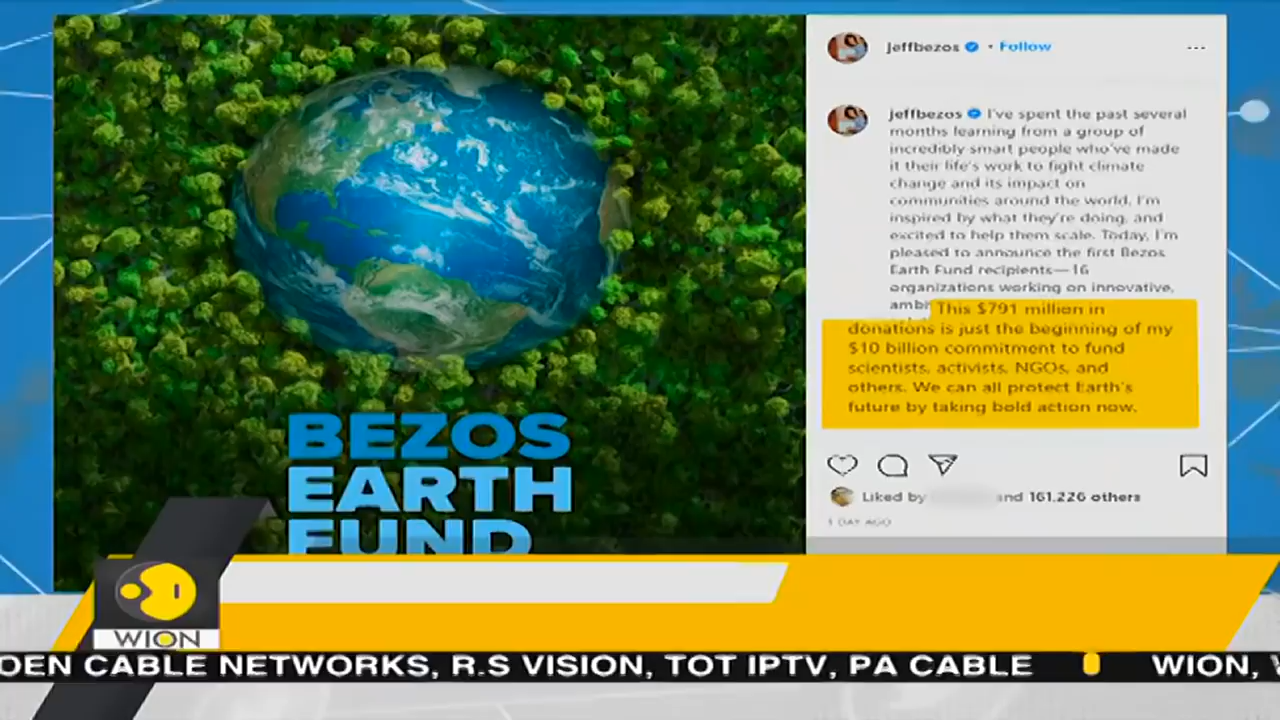 BEZOS
EARTH
FUND
jeffbezos • Follow
jeffbezos I've spent the past several
months learning from a group of
incredibly smart people who've made
it their life's work to fight climate
change and its impact on
communities around the world. I'm
inspired by what they're doing, and
excited to help them scale. Today, I'm
pleased to announce the first Bezos
Earth Fund recipients—16
organizations working on innovative,
This $791 million in
donations is just the beginning of my
$10 billion commitment to fund
scientists, activists, NGOs, and
others. We can all protect Earth's
future by taking bold action now.
Liked by and 161,226 others
1 DAY AGO
WION
CABLE NETWORKS, R.S VISION, TOT IPTV, PA CABLE WION,